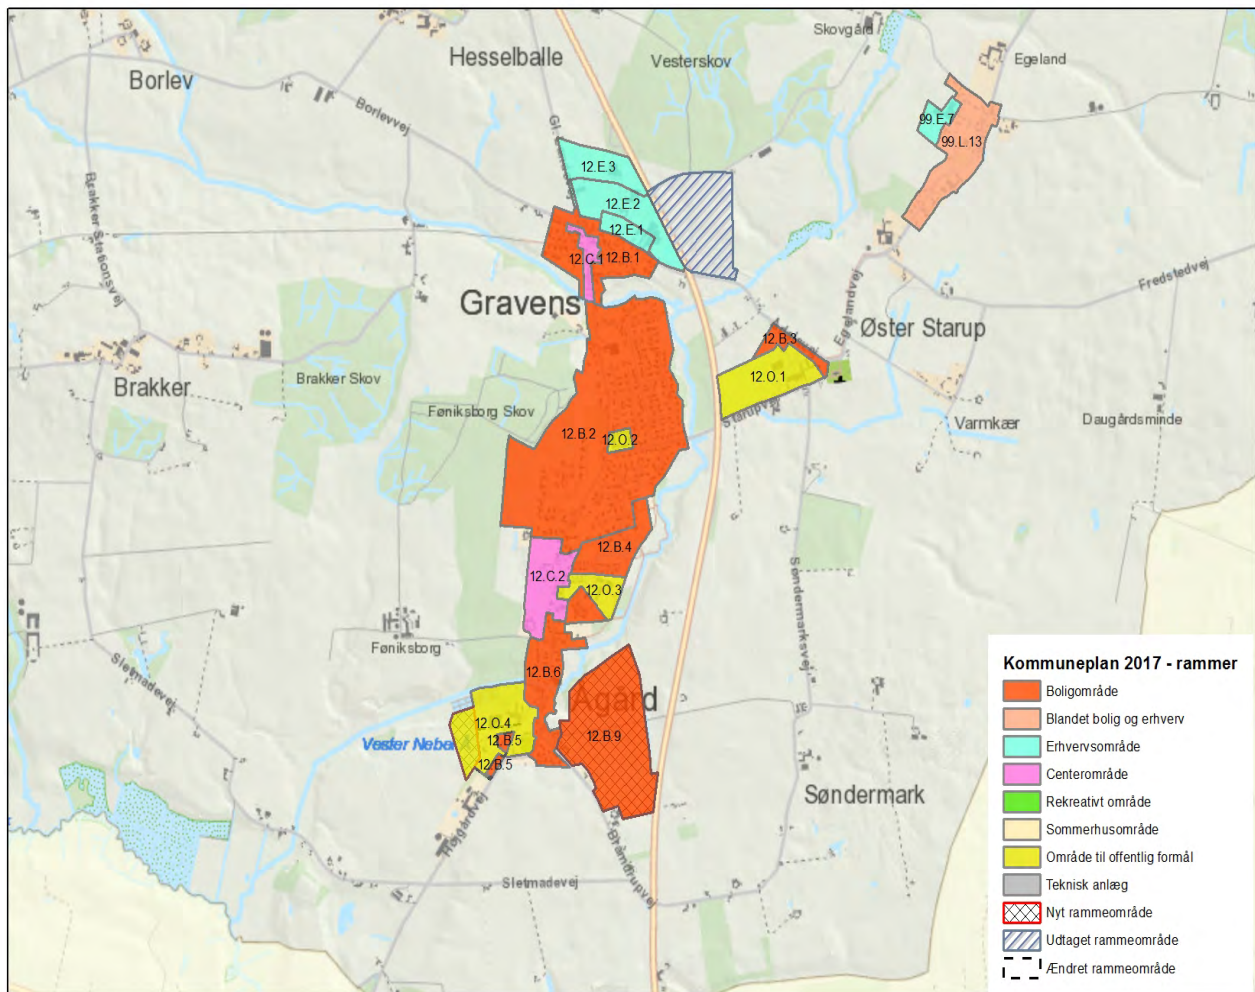 Skovgård
Hesselballe
Vesterskov
Egeland
Borlev
Borlevvej
99.E.7
99.L.13
12.E.3
12.E.2
12.E.1
Brakker Stationsvej
12.C.1
12.B.1
Fredstedvej
Gravens
Egelandvej
Øster Starup
12.B.3
12.O.1
Brakker
Brakker Skov
Føniksborg Skov
Starupvej
Varmkær
Daugårdsminde
12.B.2
12.O.2
12.B.4
12.C.2
12.O.3
Søndermarksvej
Føniksborg
Sletmadevej
12.B.6
Ågård
12.O.4
12.B.5
Vester Nebel
12.B.9
12.B.5
Søndermark
Højgårdvej
Bramdrupvej
Sletmadevej
Kommuneplan 2017 - rammer
Boligområde
Blandet bolig og erhverv
Erhvervsområde
Centerområde
Rekreativt område
Sommerhusområde
Område til offentlig formål
Teknisk anlæg
Nyt rammeområde
Udtaget rammeområde
Ændret rammeområde